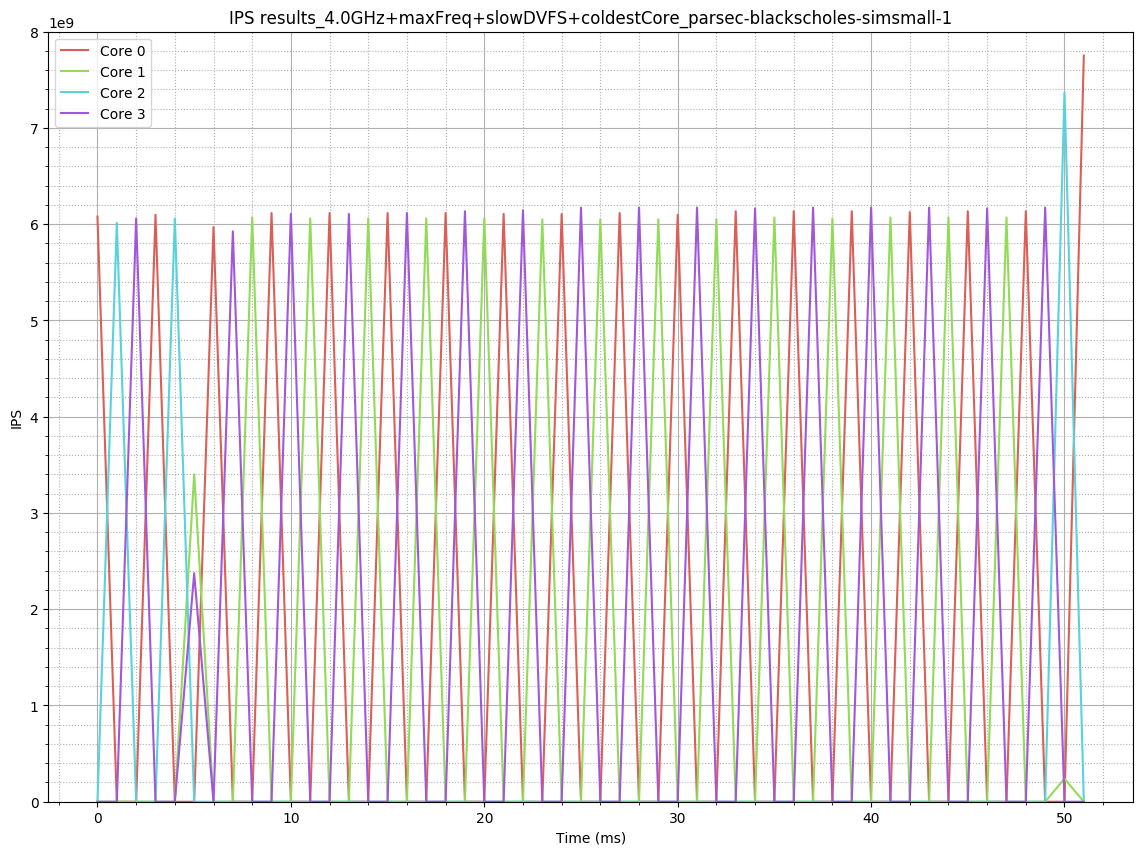 IPS results_4.0GHz+maxFreq+slowDVFS+coldestCore_parsec-blackscholes-simsmall-1
1e9
8
7
6
5
4
3
2
1
0
IPS
Core 0
Core 1
Core 2
Core 3
0
10
20
30
40
50
Time (ms)